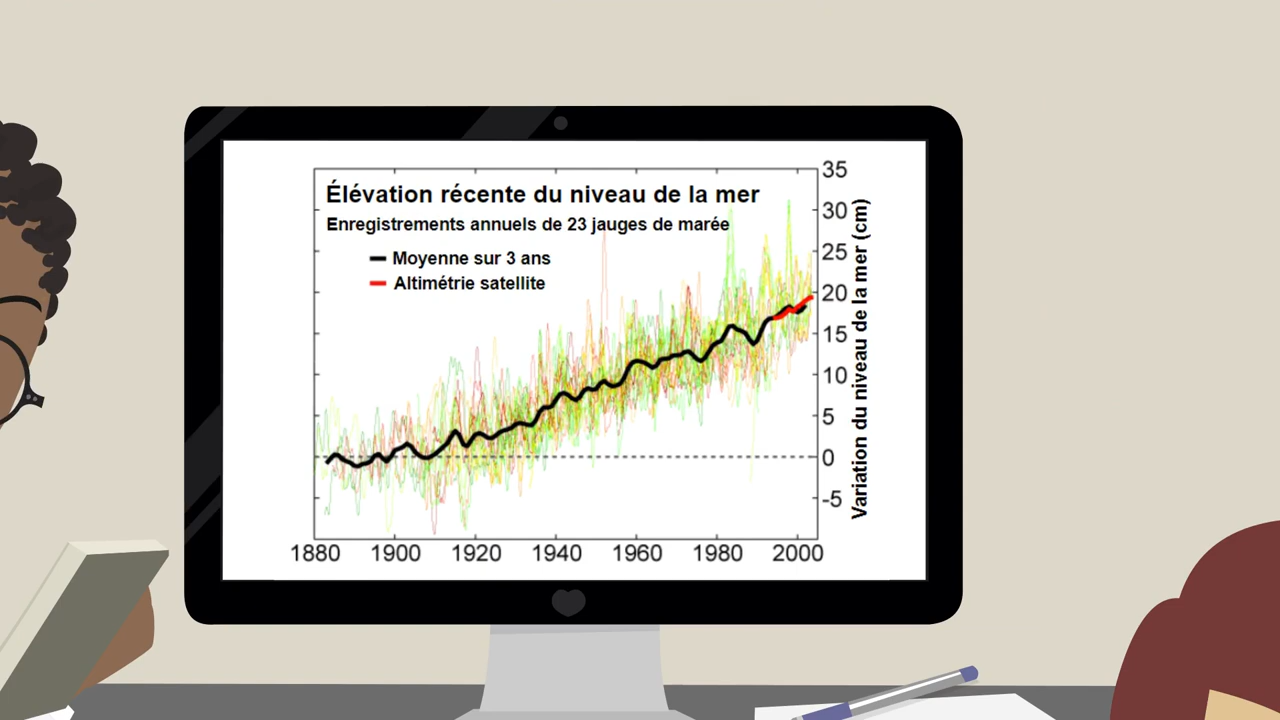 Élévation récente du niveau de la mer
Enregistrements annuels de 23 jauges de marée
Moyenne sur 3 ans
Altimétrie satellite
35
30
25
20
15
10
5
0
-5
Variation du niveau de la mer (cm)
1880 1900 1920 1940 1960 1980 2000